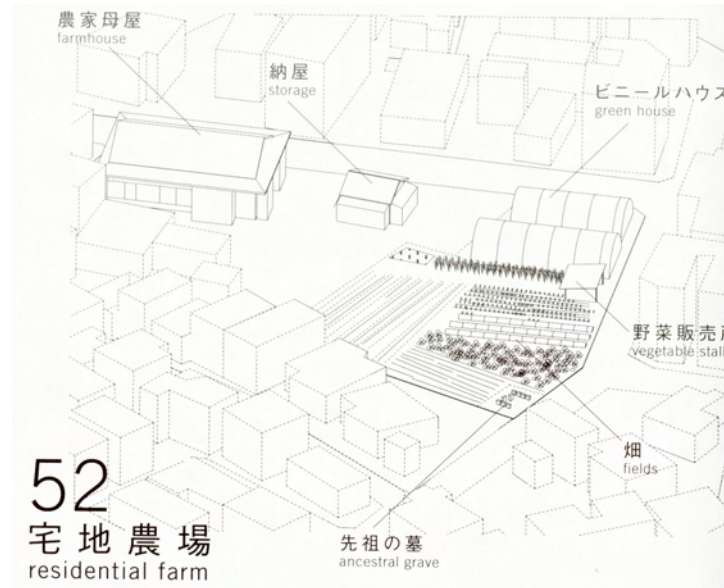 農家母屋
farmhouse
納屋
storage
ビニールハウス
green house
野菜販売
vegetable stall
畑
fields
先祖の墓
ancestral grave
52
宅地農場
residential farm